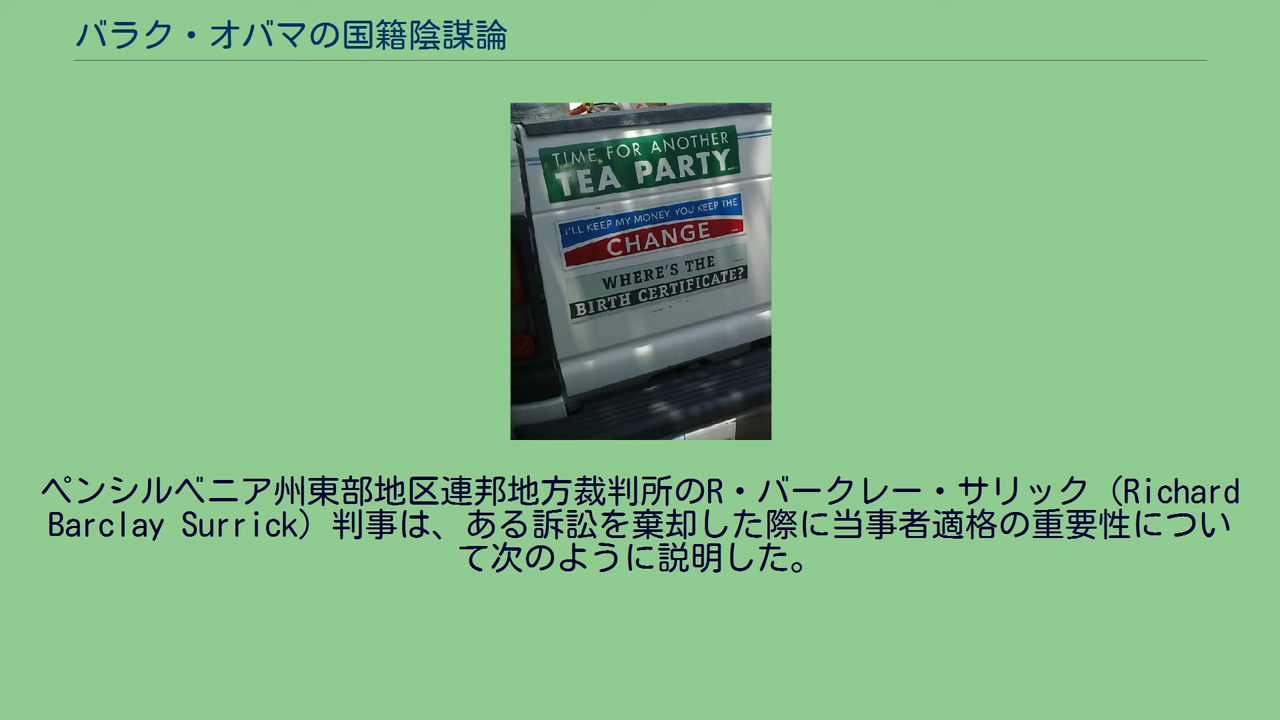 バラク・オバマの国籍陰謀論
TIME FOR ANOTHER
TEA PARTY
I'LL KEEP MY MONEY YOU KEEP THE
CHANGE
WHERE'S THE
BIRTH CERTIFICATE?
ペンシルベニア州東部地区連邦地方裁判所のR・バークレー・サリック（Richard
Barclay Surrick）判事は、ある訴訟を棄却した際に当事者適格の重要性につい
て次のように説明した。